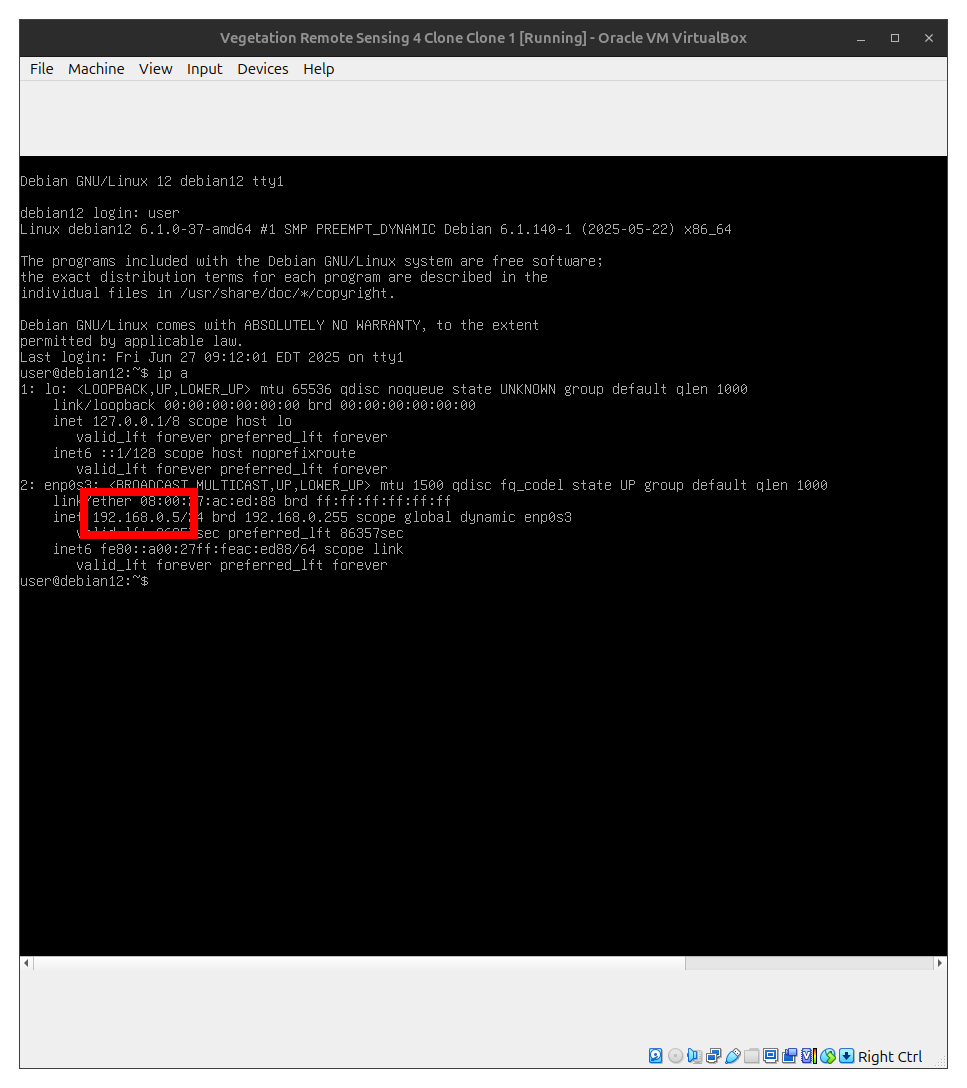 Vegetation Remote Sensing 4 Clone Clone 1 [Running] - Oracle VM VirtualBox
File Machine View Input Devices Help
Debian GNU/Linux 12 debian12 tty1
debian12 login: user
Linux debian12 6.1.0-37-amd64 #1 SMP PREEMPT_DYNAMIC Debian 6.1.140-1 (2025-05-22) x86_64
The programs included with the Debian GNU/Linux system are free software;
the exact distribution terms for each program are described in the
individual files in /usr/share/doc/*/copyright.
Debian GNU/Linux comes with ABSOLUTELY NO WARRANTY, to the extent
permitted by applicable law.
Last login: Fri Jun 27 09:12:01 EDT 2025 on tty1
user@debian12:~$ ip a
1: lo: <LOOPBACK,UP,LOWER_UP> mtu 65536 qdisc noqueue state UNKNOWN group default qlen 1000
link/loopback 00:00:00:00:00:00 brd 00:00:00:00:00:00
inet 127.0.0.1/8 scope host lo
valid_lft forever preferred_lft forever
inet6 ::1/128 scope host noprefixroute
valid_lft forever preferred_lft forever
2: enp0s3: <BROADCAST,MULTICAST,UP,LOWER_UP> mtu 1500 qdisc fq_codel state UP group default qlen 1000
link/ether 08:00:27:ac:ed:88 brd ff:ff:ff:ff:ff:ff
inet 192.168.0.5/24 brd 192.168.0.255 scope global dynamic enp0s3
valid_lft 86357sec preferred_lft 86357sec
inet6 fe80::a00:27ff:feac:ed88/64 scope link
valid_lft forever preferred_lft forever
user@debian12:~$
Right Ctrl